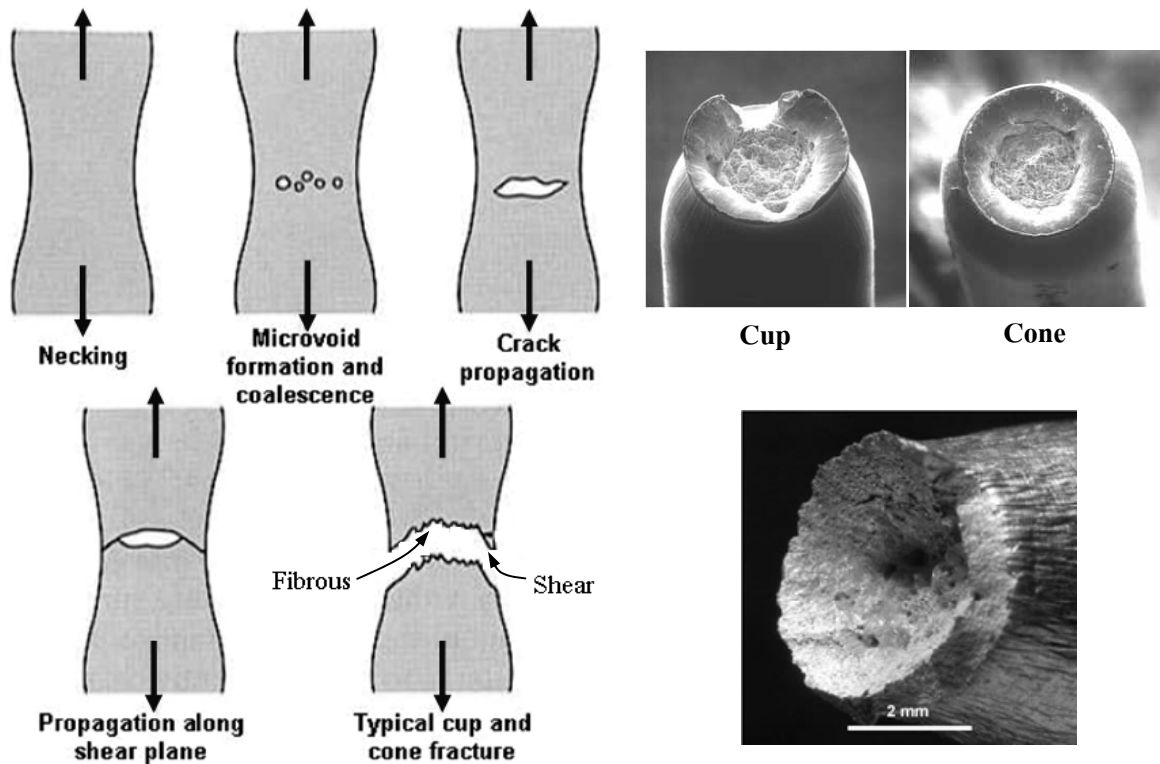 Necking
Microvoid
formation and
coalescence
Crack
propagation
Cup
Cone
Fibrous
Shear
Propagation along
shear plane
Typical cup and
cone fracture
2 mm